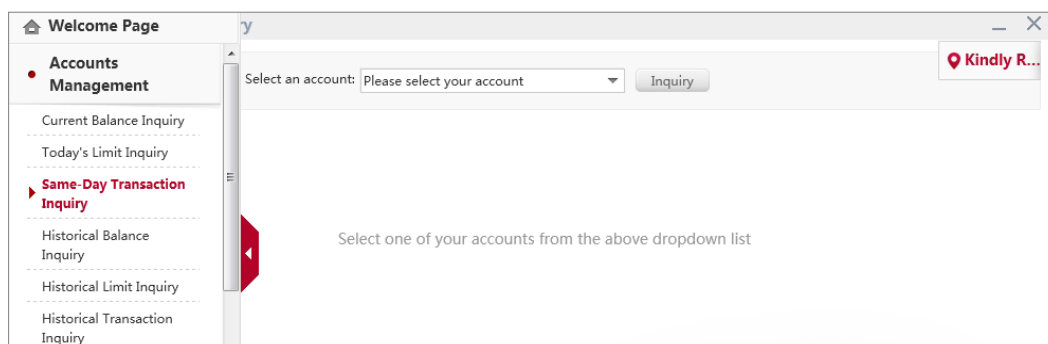 Welcome Page
ry
Accounts
Management
Kindly R...
Select an account: Please select your account Inquiry
Current Balance Inquiry
Today's Limit Inquiry
Same-Day Transaction
Inquiry
Historical Balance
Inquiry
Select one of your accounts from the above dropdown list
Historical Limit Inquiry
Historical Transaction
Inquiry